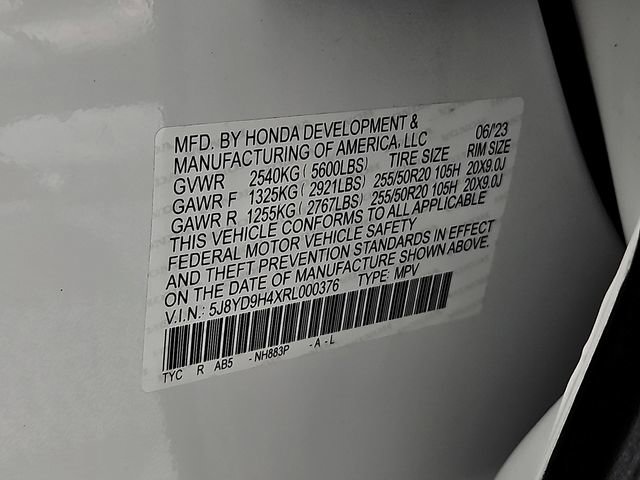 MFD. BY HONDA DEVELOPMENT & 06/'23
MANUFACTURING OF AMERICA, LLC
GVWR 2540KG ( 5600LBS) TIRE SIZE RIM SIZE
GAWR F 1325KG ( 2921LBS) 255/50R20 105H 20X9.0J
GAWR R 1255KG ( 2767LBS) 255/50R20 105H 20X9.0J
THIS VEHICLE CONFORMS TO ALL APPLICABLE
FEDERAL MOTOR VEHICLE SAFETY
AND THEFT PREVENTION STANDARDS IN EFFECT
ON THE DATE OF MANUFACTURE SHOWN ABOVE.
V.I.N.: 5J8YD9H4XRL000376 TYPE: MPV
TYC R AB5 - NH883P - A - L